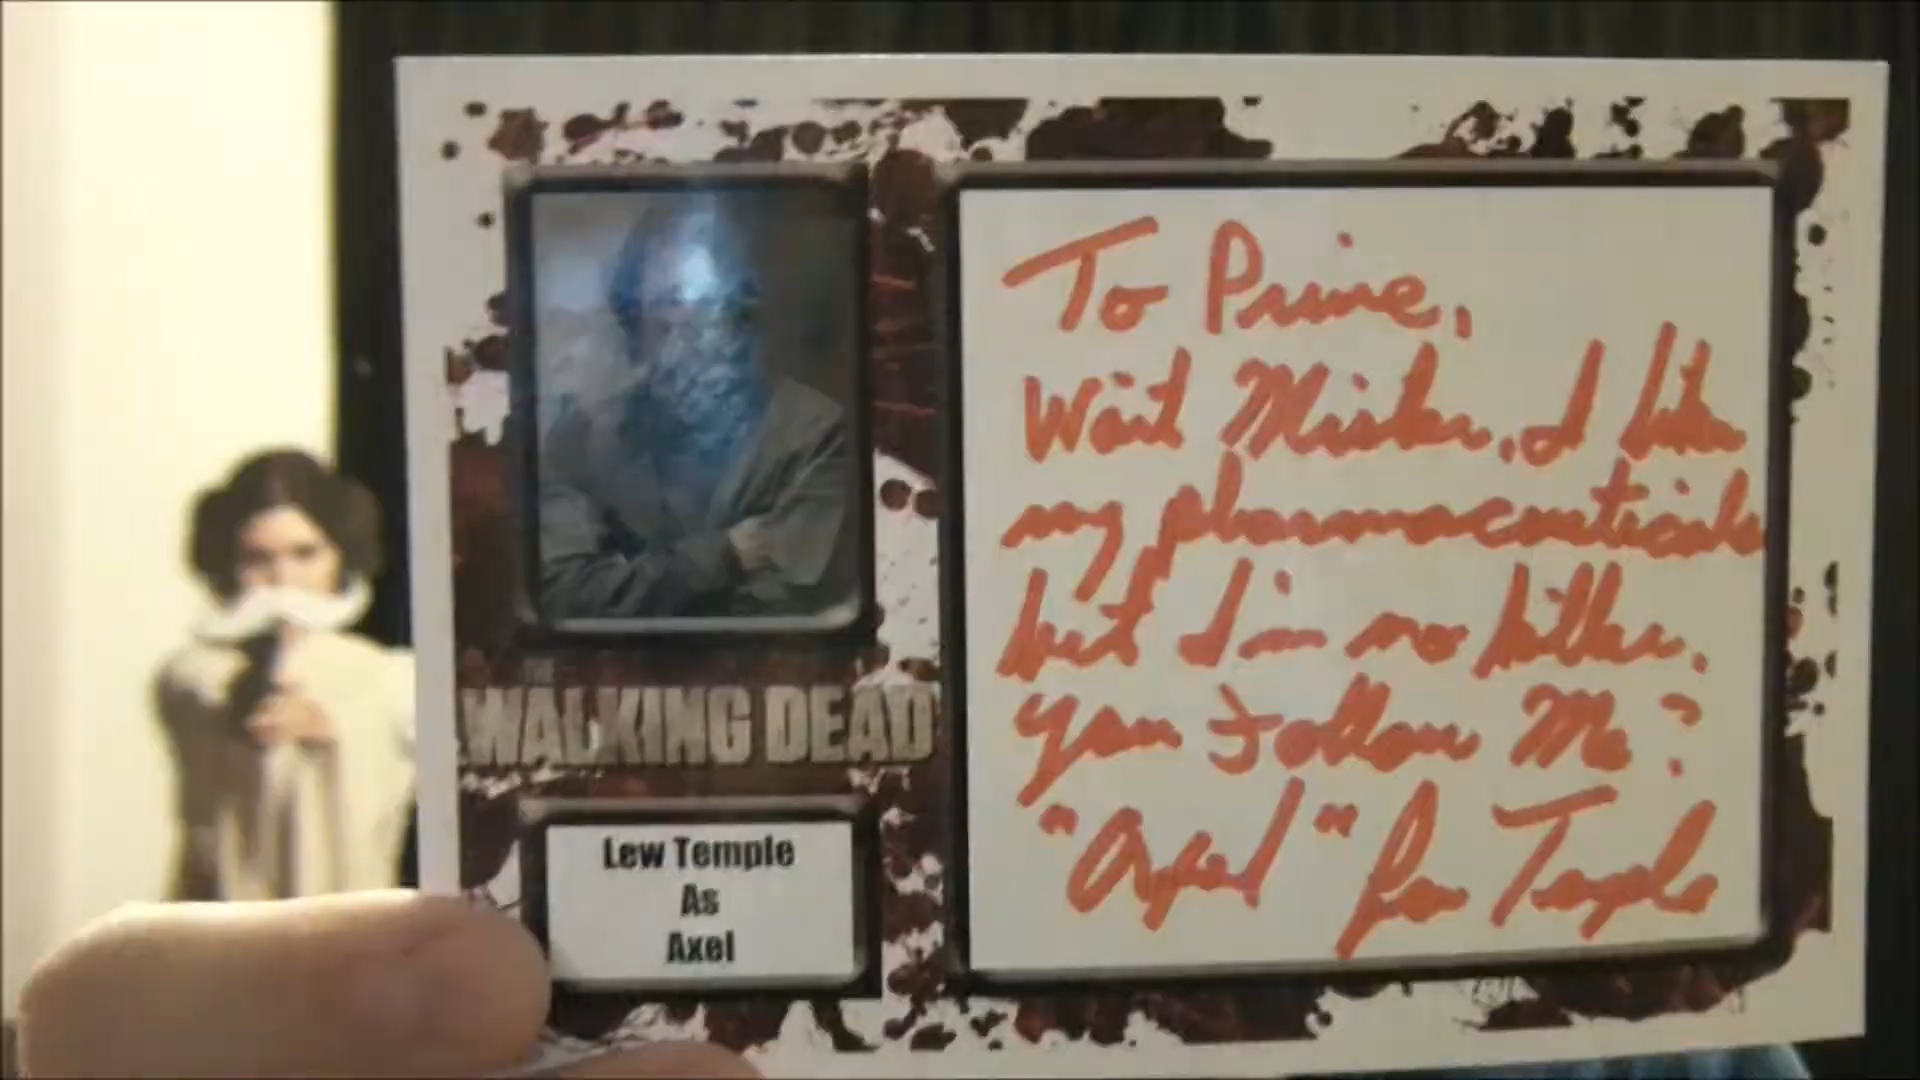 To Prime,
Wait Mister, I like
my pharmaceuticals
but I'm no killer.
you Follow Me?
"Axel" Lew Temple
THE
WALKING DEAD
Lew Temple
As
Axel